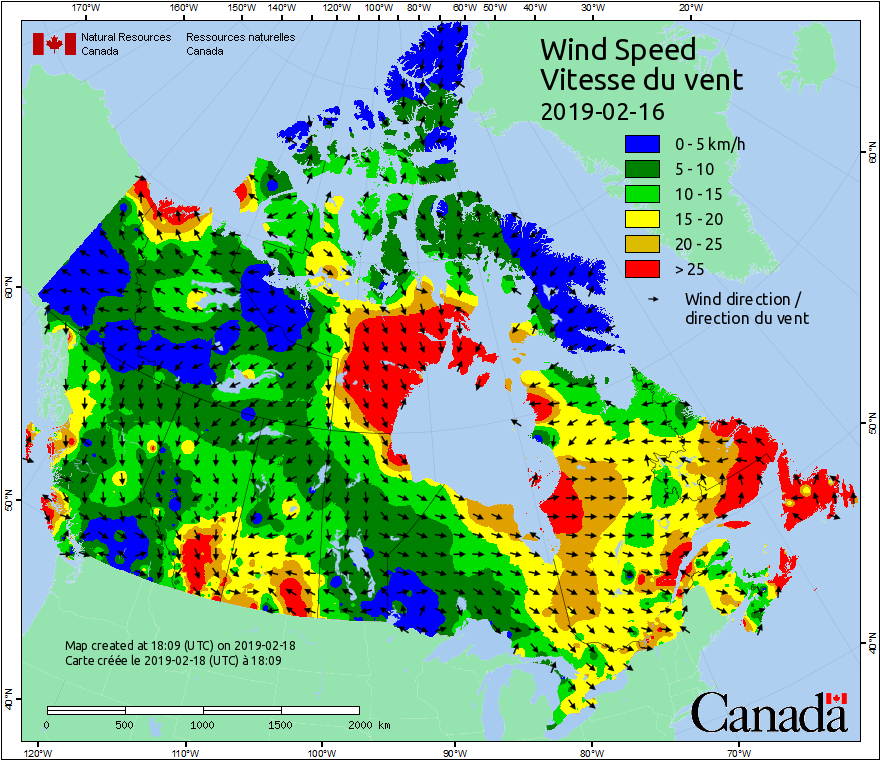 170°W 160°W 150°W 140°W 130°W 120°W 110°W 100°W 90°W 80°W 70°W 60°W 50°W 40°W 30°W 20°W
Natural Resources Canada
Ressources naturelles Canada
Wind Speed
Vitesse du vent
2019-02-16
0 - 5 km/h
5 - 10
10 - 15
15 - 20
20 - 25
> 25
Wind direction /
direction du vent
60°N
60°N
50°N
50°N
40°N
40°N
Map created at 18:09 (UTC) on 2019-02-18
Carte créée le 2019-02-18 (UTC) à 18:09
0 500 1000 1500 2000 km
Canada
120°W 110°W 100°W 90°W 80°W 70°W